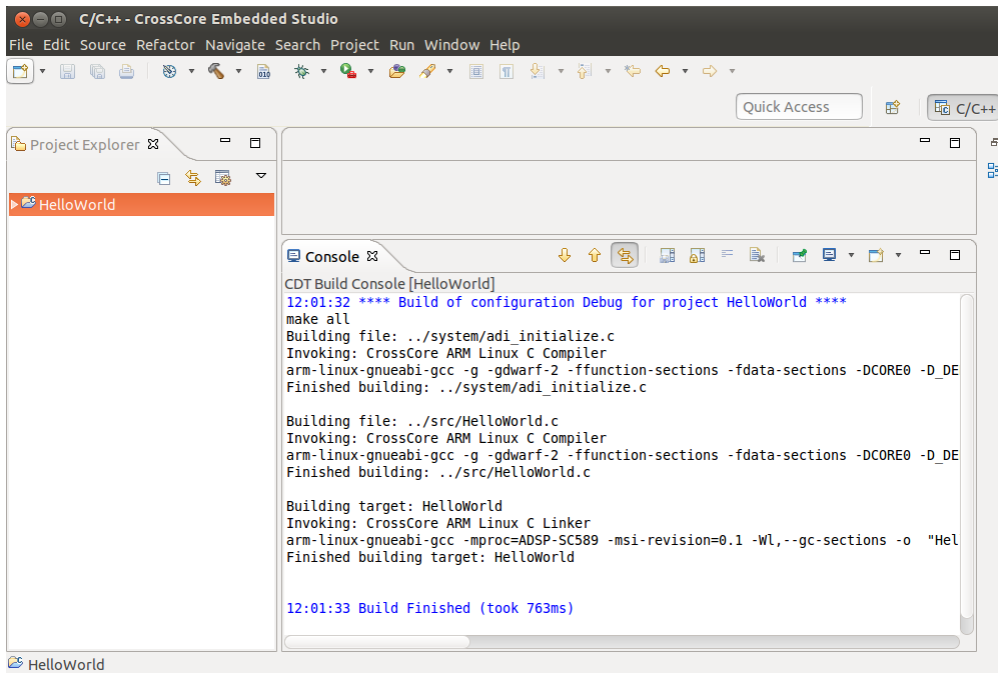 C/C++ - CrossCore Embedded Studio
File Edit Source Refactor Navigate Search Project Run Window Help
010
Quick Access
C/C++
Project Explorer
HelloWorld
Console
CDT Build Console [HelloWorld]
12:01:32 **** Build of configuration Debug for project HelloWorld ****
make all
Building file: ../system/adi_initialize.c
Invoking: CrossCore ARM Linux C Compiler
arm-linux-gnueabi-gcc -g -gdwarf-2 -ffunction-sections -fdata-sections -DCORE0 -D_DE
Finished building: ../system/adi_initialize.c
Building file: ../src/HelloWorld.c
Invoking: CrossCore ARM Linux C Compiler
arm-linux-gnueabi-gcc -g -gdwarf-2 -ffunction-sections -fdata-sections -DCORE0 -D_DE
Finished building: ../src/HelloWorld.c
Building target: HelloWorld
Invoking: CrossCore ARM Linux C Linker
arm-linux-gnueabi-gcc -mproc=ADSP-SC589 -msi-revision=0.1 -Wl,--gc-sections -o  "Hel
Finished building target: HelloWorld
12:01:33 Build Finished (took 763ms)
HelloWorld